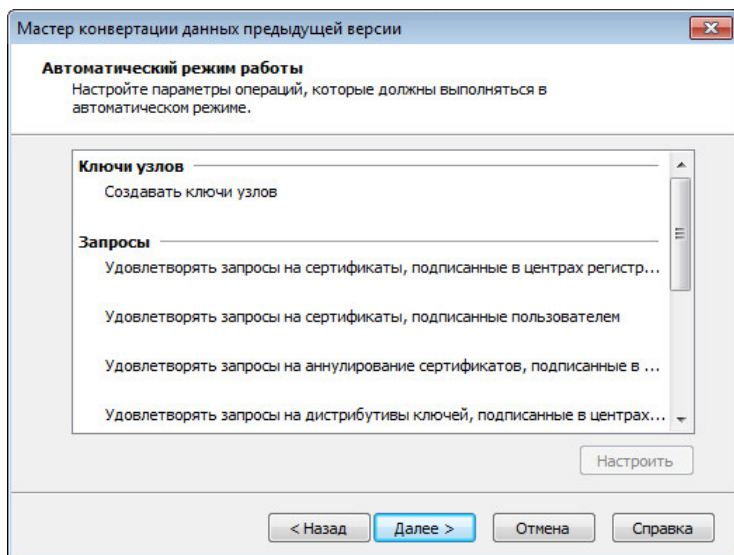 Мастер конвертации данных предыдущей версии
Автоматический режим работы
Настройте параметры операций, которые должны выполняться в
автоматическом режиме.
Ключи узлов
Создавать ключи узлов
Запросы
Удовлетворять запросы на сертификаты, подписанные в центрах регистр...
Удовлетворять запросы на сертификаты, подписанные пользователем
Удовлетворять запросы на аннулирование сертификатов, подписанные в ...
Удовлетворять запросы на дистрибутивы ключей, подписанные в центрах...
Настроить
< Назад Далее > Отмена Справка